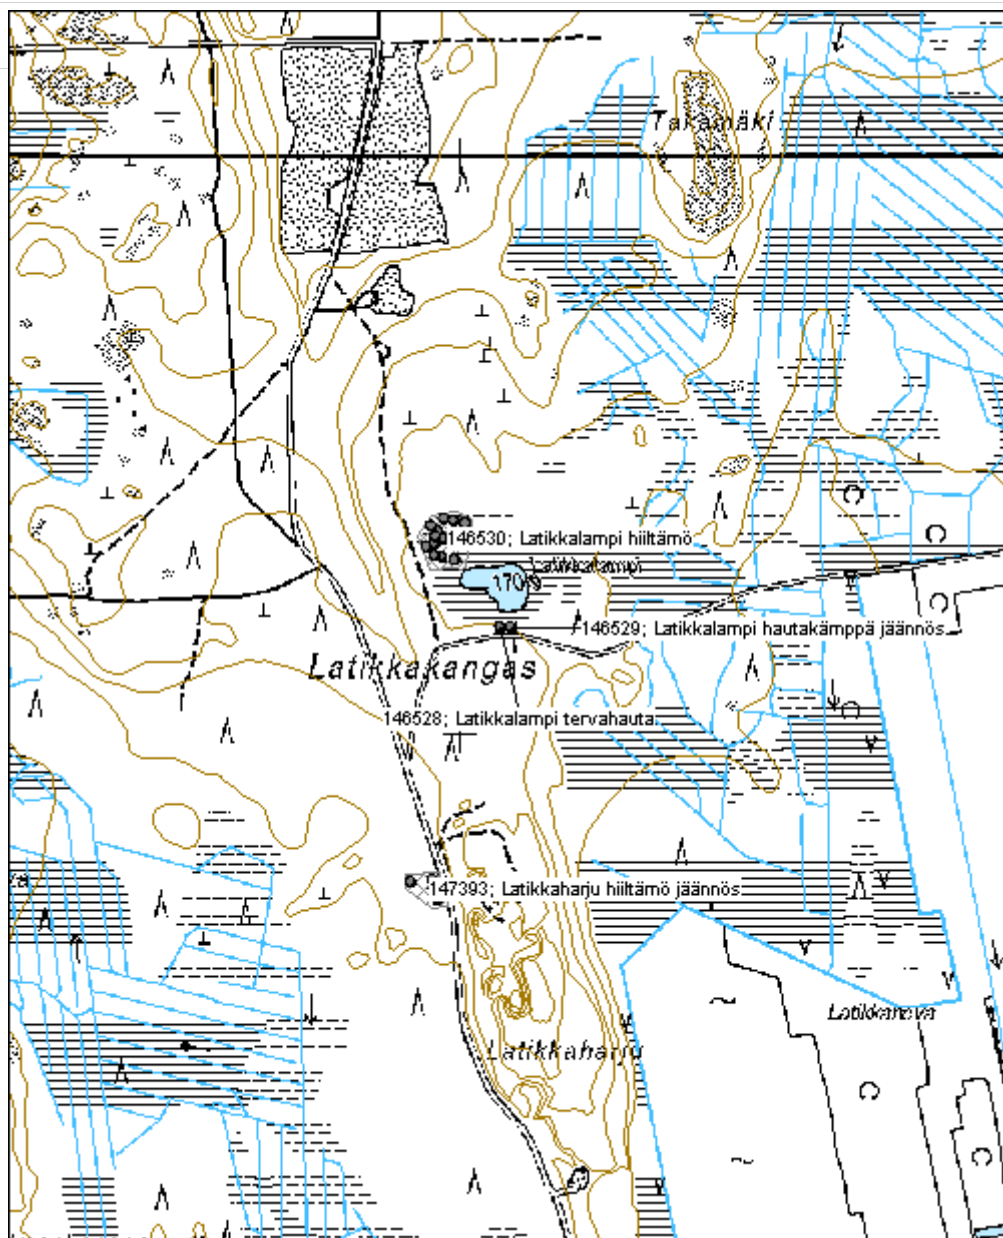 Takamäki
146530; Latikkalampi hiiltämö
Latikkalampi
146529; Latikkalampi hautakämppä jäännös
Latikkakangas
146528; Latikkalampi tervahauta
147393; Latikkaharju hiiltämö jäännös
Latikkaneva
Latikkaharju